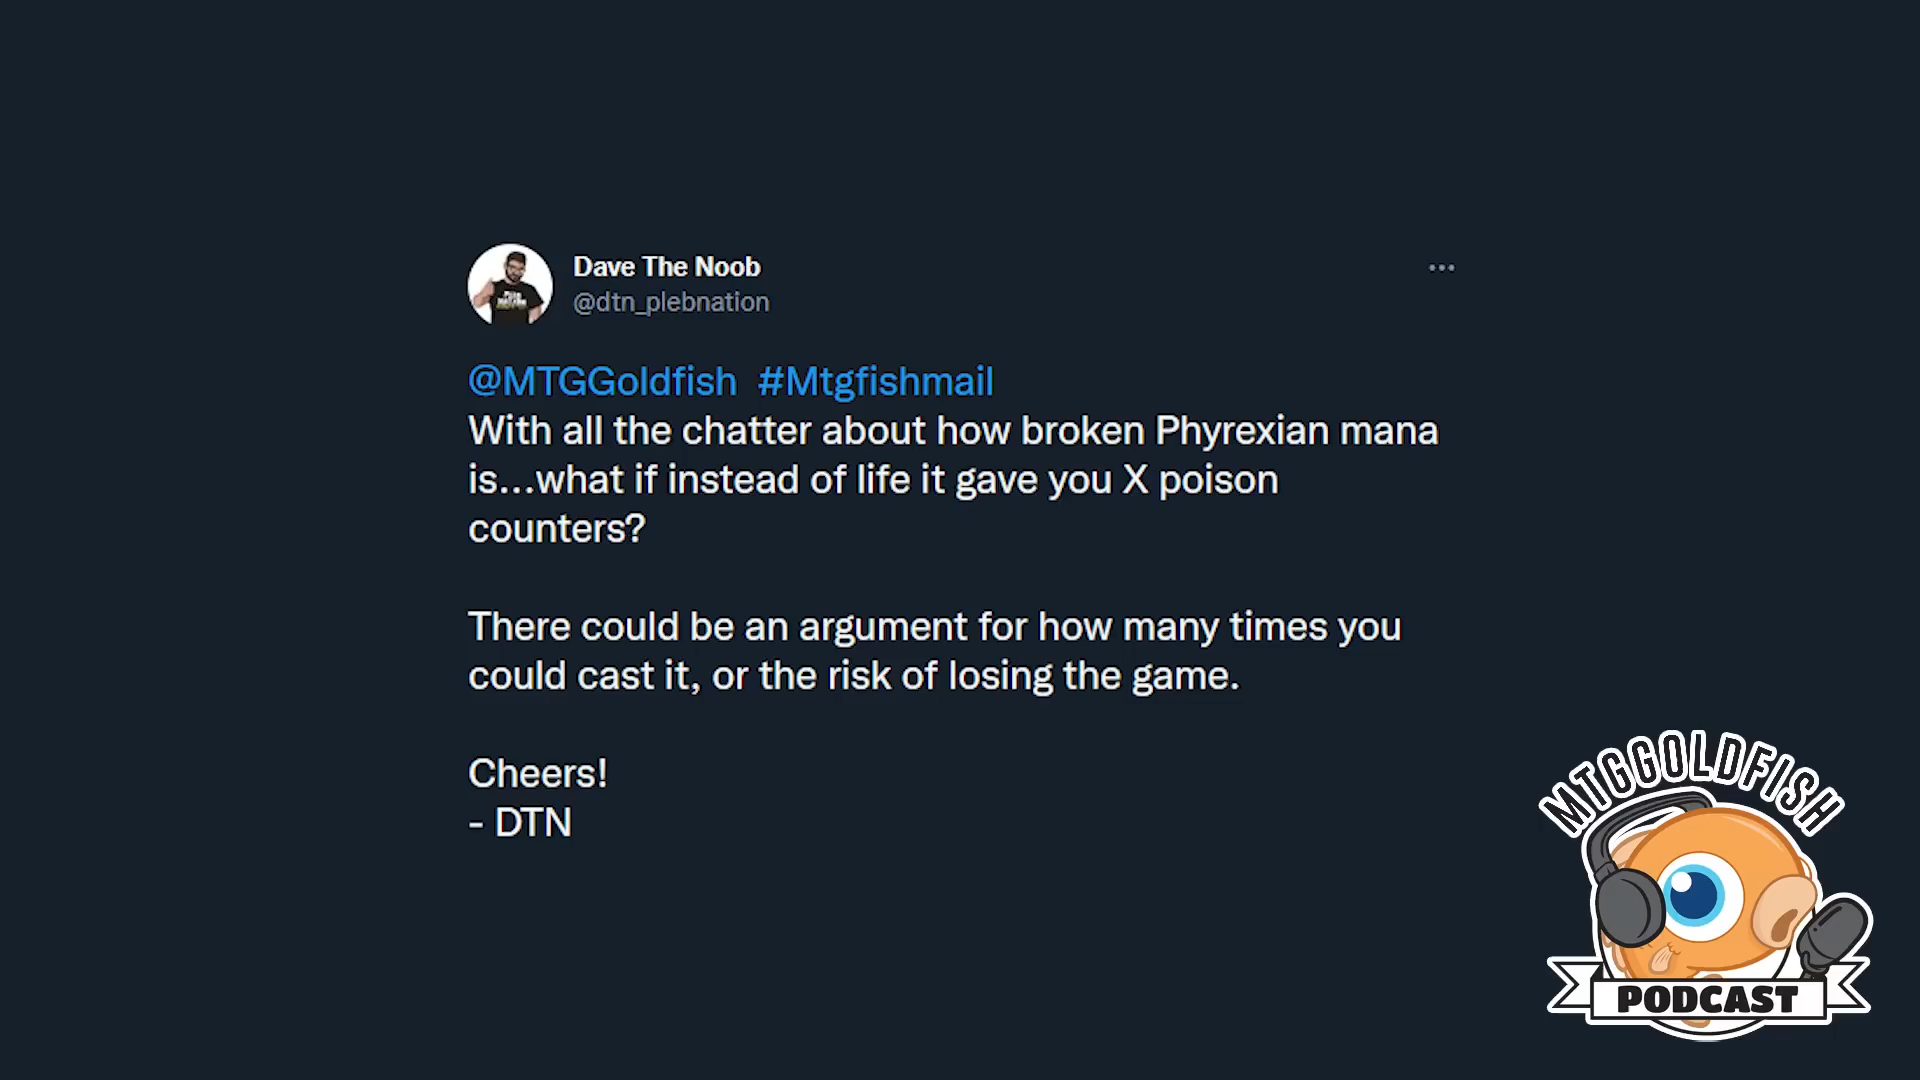 Dave The Noob
@dtn_plebnation
@MTGGoldfish #Mtgfishmail
With all the chatter about how broken Phyrexian mana
is...what if instead of life it gave you X poison
counters?
There could be an argument for how many times you
could cast it, or the risk of losing the game.
Cheers!
- DTN
MTGGOLDFISH
PODCAST